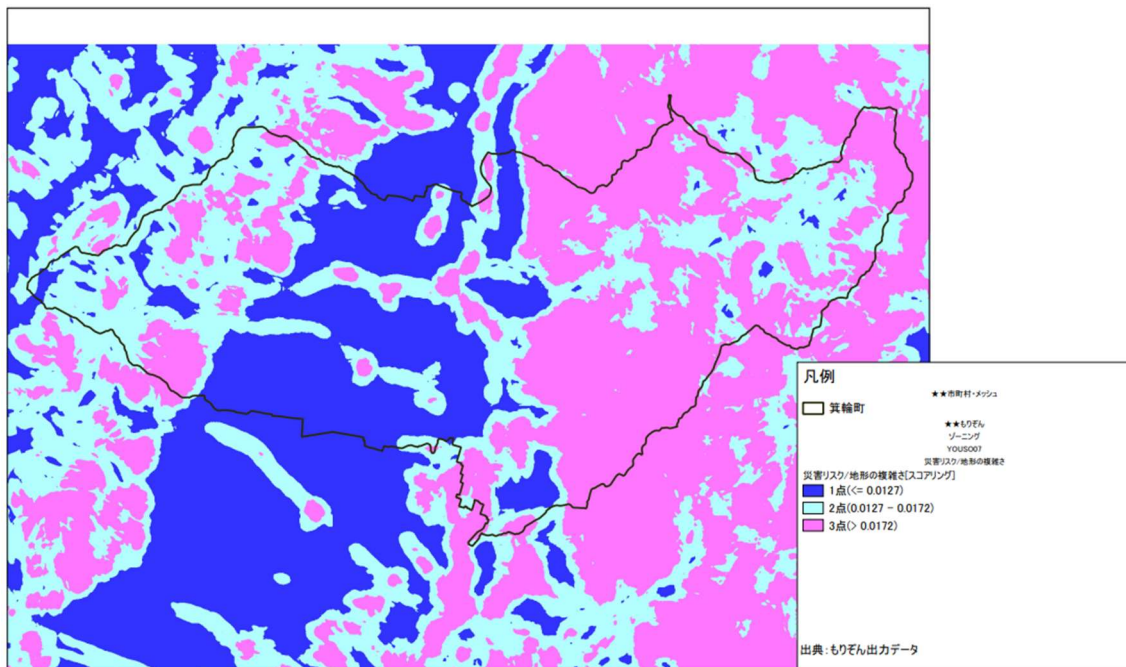 凡例
★★市町村・メッシュ
箕輪町
★★もりぞん
ゾーニング
YOUSO07
災害リスク/地形の複雑さ
災害リスク/地形の複雑さ[スコアリング]
1点(<= 0.0127)
2点(0.0127 - 0.0172)
3点(> 0.0172)
出典：もりぞん出力データ